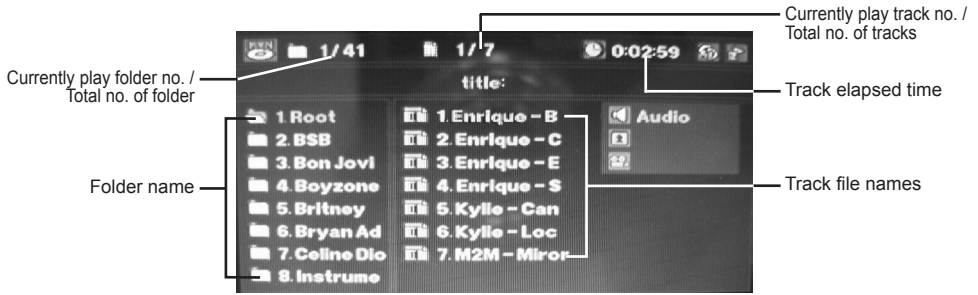 Currently play track no. /
Total no. of tracks
1/41
1/7
0:02:59
Currently play folder no. /
Total no. of folder
title:
Track elapsed time
1.Root
2.BSB
3.Bon Jovi
4.Boyzone
5.Britney
6.Bryan Ad
7.Celine Dio
8.Instrume
1.Enrique - B
2.Enrique - C
3.Enrique - E
4.Enrique - S
5.Kylie - Can
6.Kylie - Loc
7.M2M - Miror
Audio
Folder name
Track file names